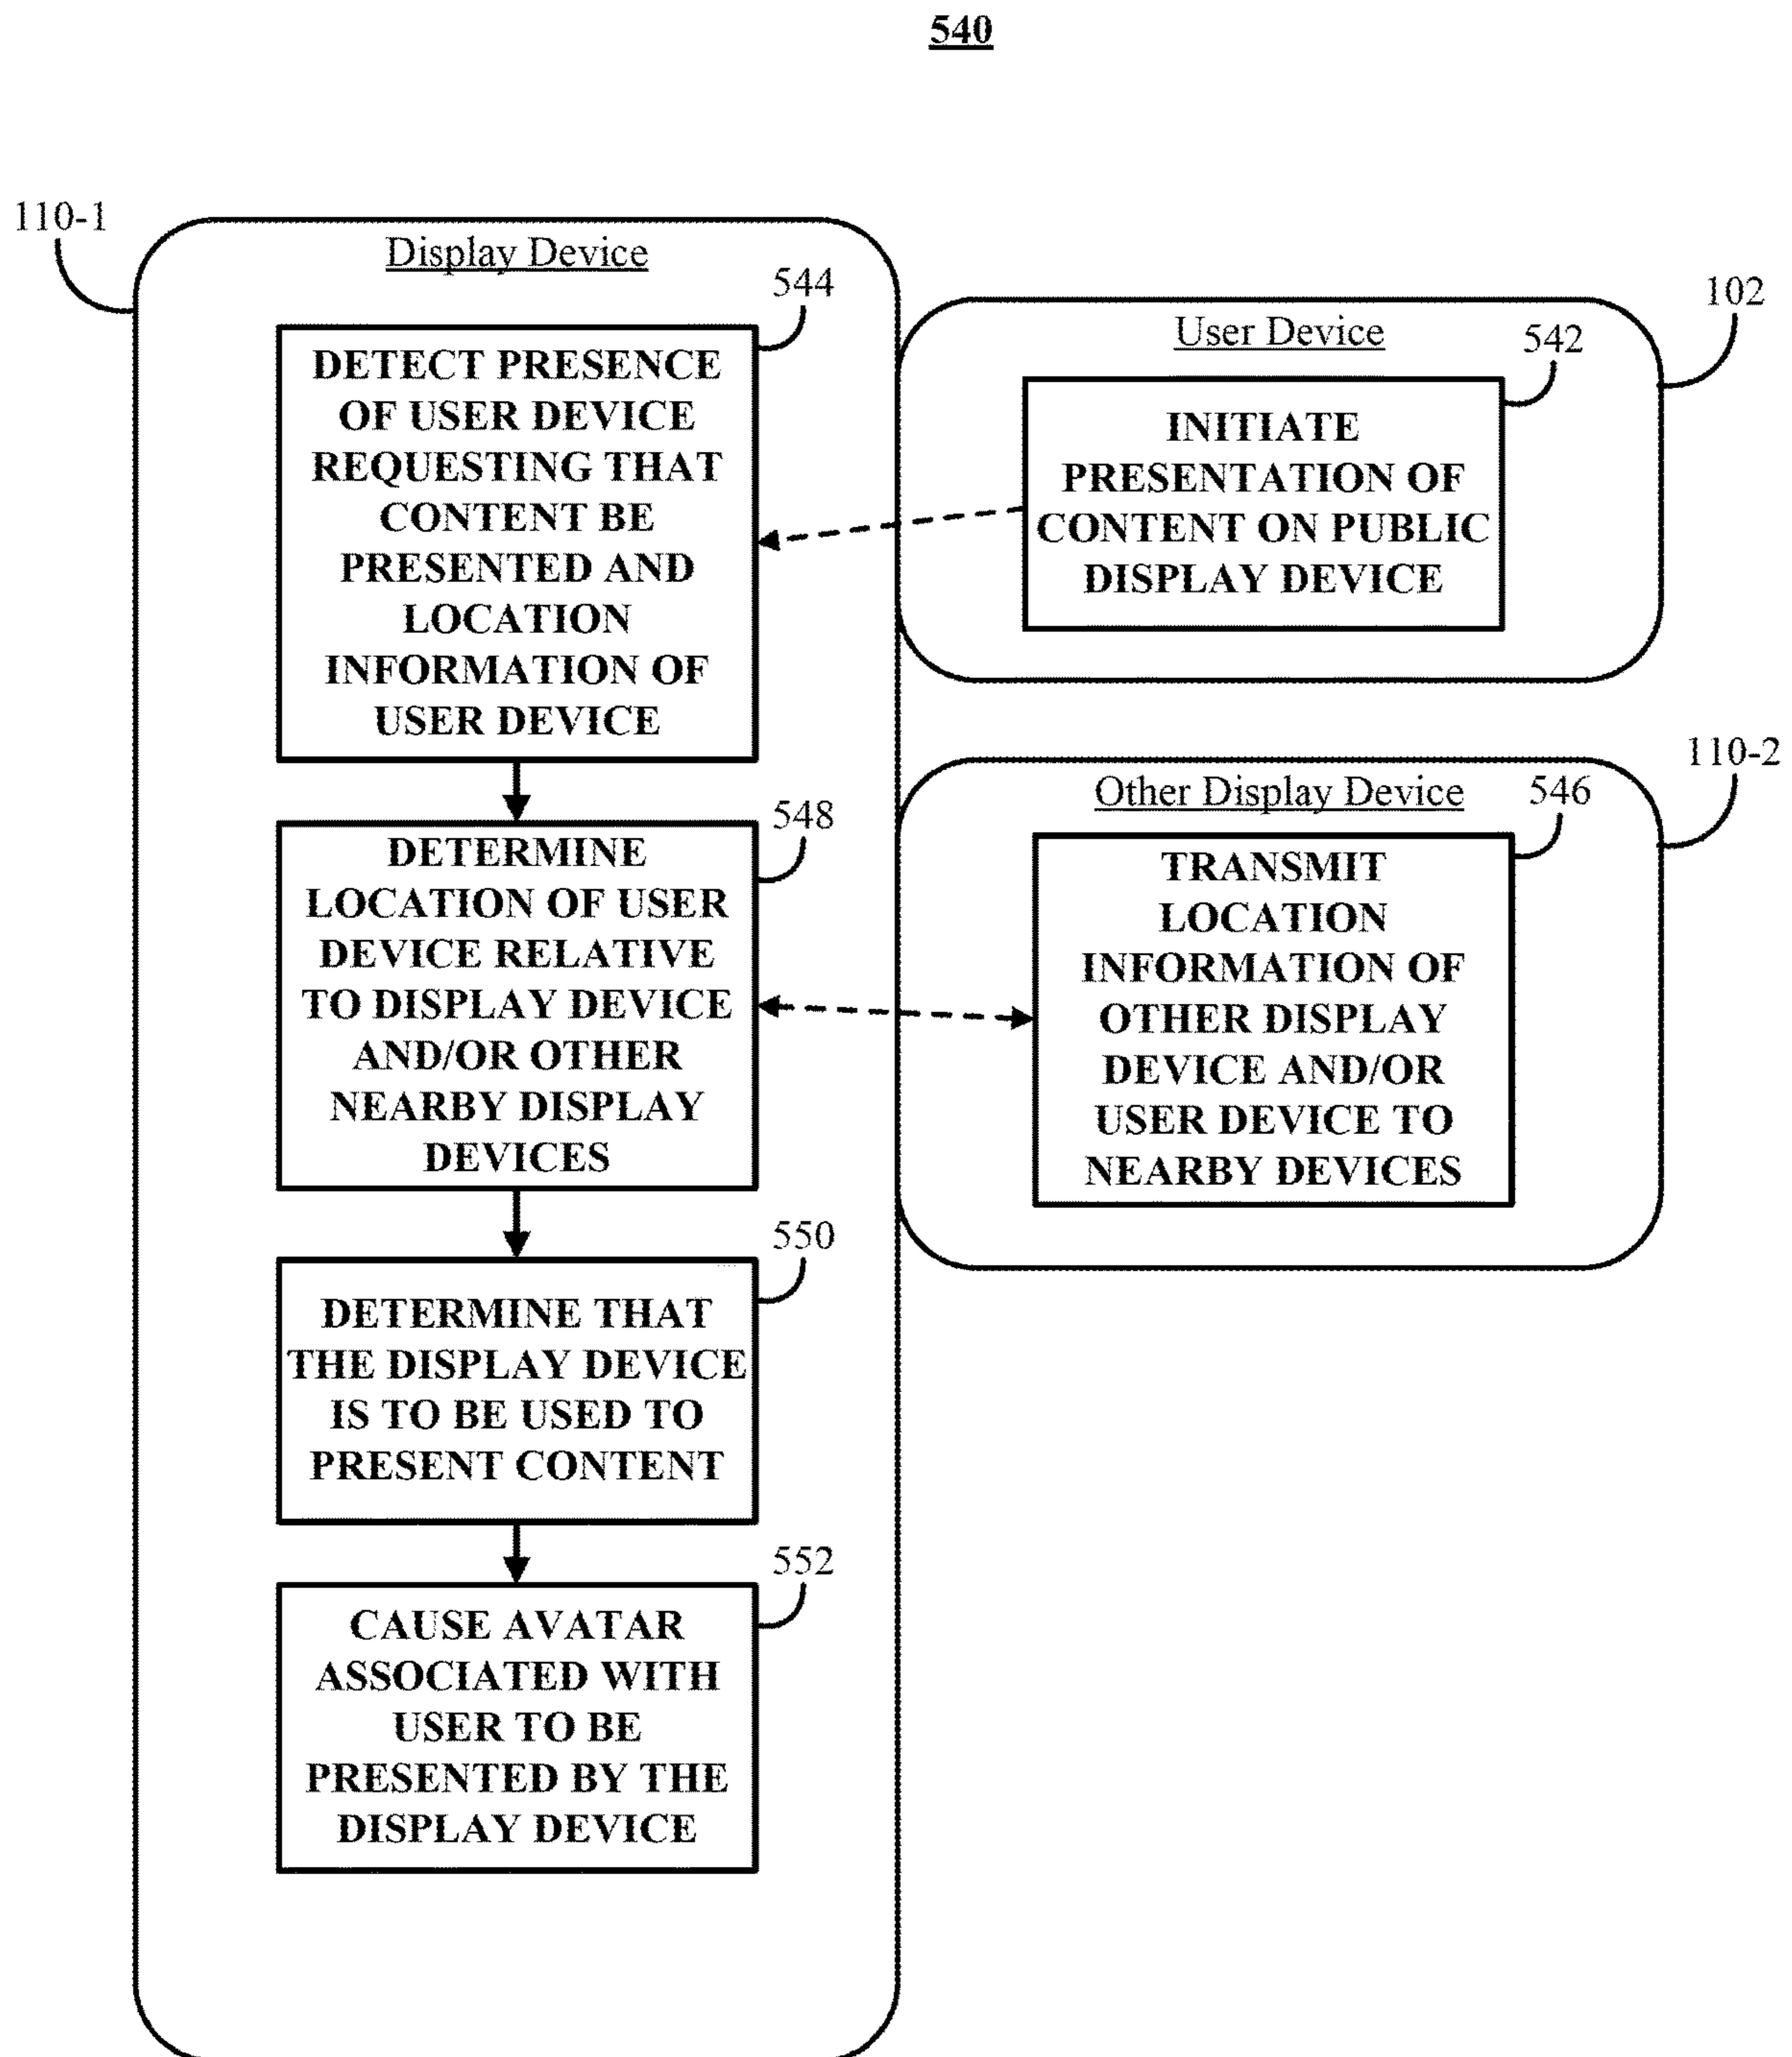 540
110-1
Display Device
544
DETECT PRESENCE
OF USER DEVICE
REQUESTING THAT
CONTENT BE
PRESENTED AND
LOCATION
INFORMATION OF
USER DEVICE
102
User Device
542
INITIATE
PRESENTATION OF
CONTENT ON PUBLIC
DISPLAY DEVICE
548
DETERMINE
LOCATION OF USER
DEVICE RELATIVE
TO DISPLAY DEVICE
AND/OR OTHER
NEARBY DISPLAY
DEVICES
110-2
Other Display Device
546
TRANSMIT
LOCATION
INFORMATION OF
OTHER DISPLAY
DEVICE AND/OR
USER DEVICE TO
NEARBY DEVICES
550
DETERMINE THAT
THE DISPLAY DEVICE
IS TO BE USED TO
PRESENT CONTENT
552
CAUSE AVATAR
ASSOCIATED WITH
USER TO BE
PRESENTED BY THE
DISPLAY DEVICE